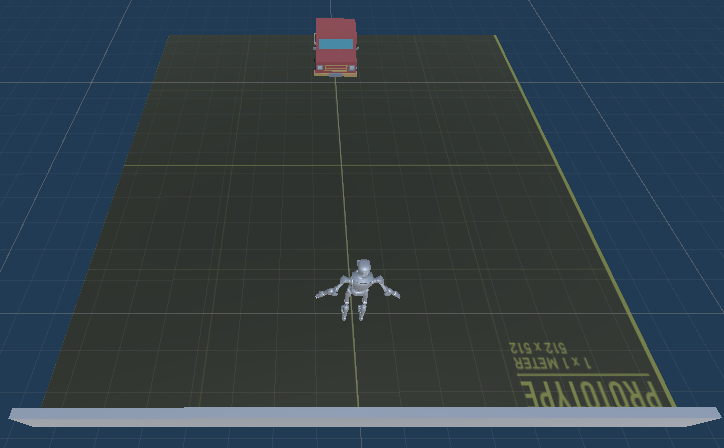 PROTOTYPE
1 x 1 METER
512 x 512